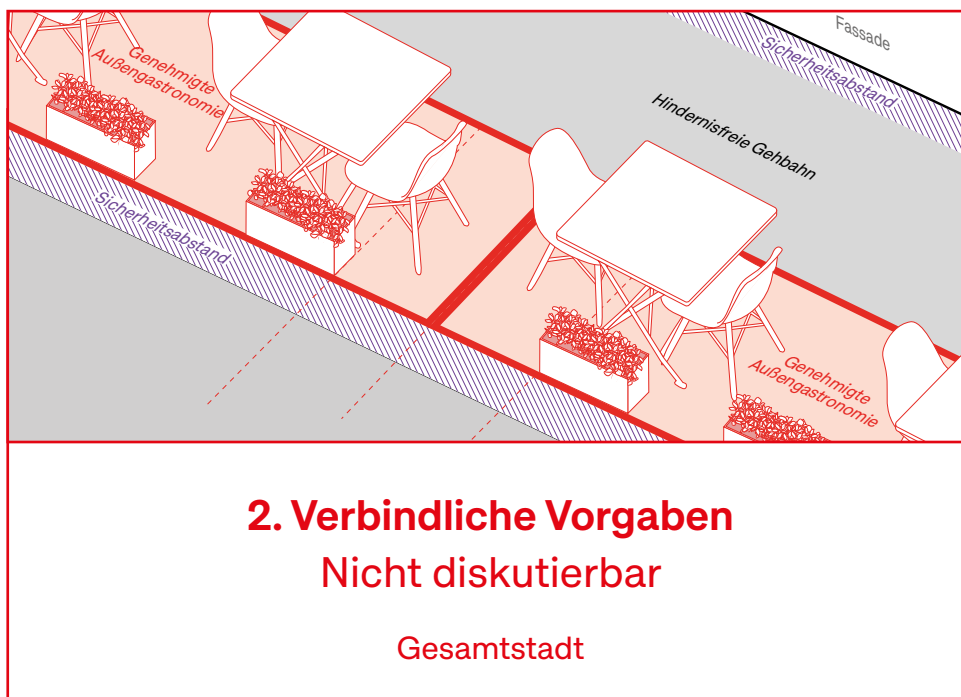 Fassade
Sicherheitsabstand
Hindernisfreie Gehbahn
Genehmigte
Außengastronomie
Sicherheitsabstand
Genehmigte
Außengastronomie
2. Verbindliche Vorgaben
Nicht diskutierbar
Gesamtstadt